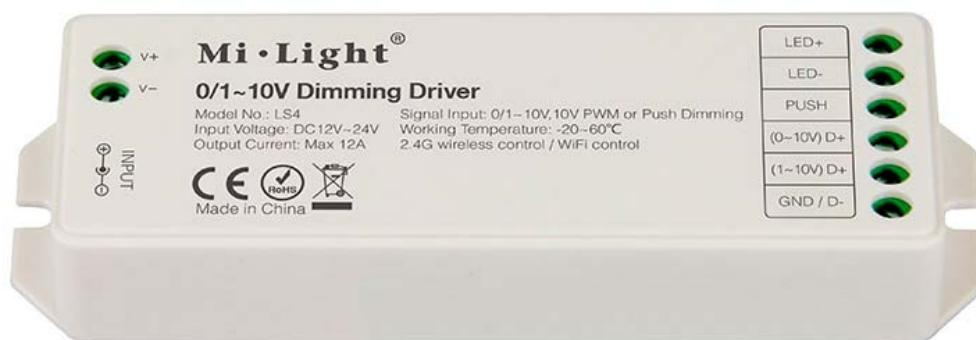 V+
V−
INPUT
Mi•Light®
0/1~10V Dimming Driver
Model No.: LS4
Input Voltage: DC12V~24V
Output Current: Max 12A
Signal Input: 0/1~10V,10V PWM or Push Dimming
Working Temperature: -20~60℃
2.4G wireless control / WiFi control
CE
RoHS
Made in China
LED+
LED-
PUSH
(0~10V) D+
(1~10V) D+
GND / D-